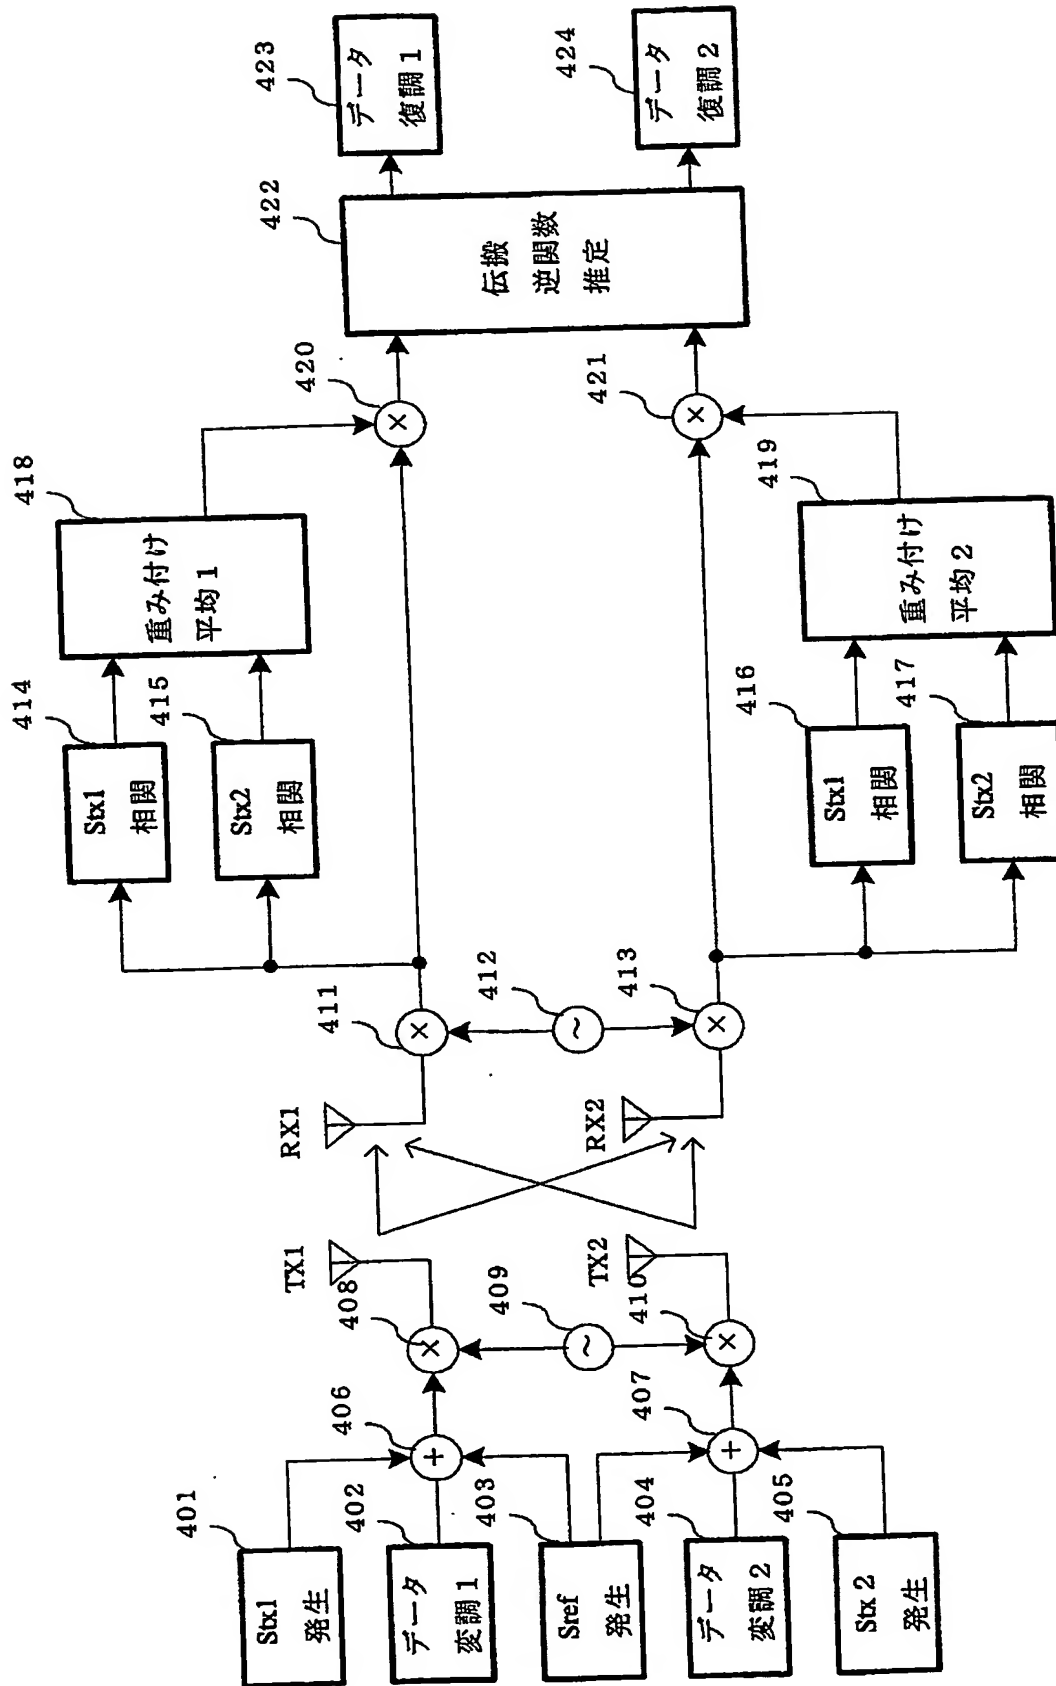 401
Stx1
発生
402
データ
変調1
403
Sref
発生
404
データ
変調2
405
Stx 2
発生
406
407
408
409
410
TX1
TX2
RX1
RX2
411
412
413
414
Stx1
相関
415
Stx2
相関
416
Stx1
相関
417
Stx2
相関
418
重み付け
平均1
419
重み付け
平均2
420
421
422
伝搬
逆関数
推定
423
データ
復調1
424
データ
復調2